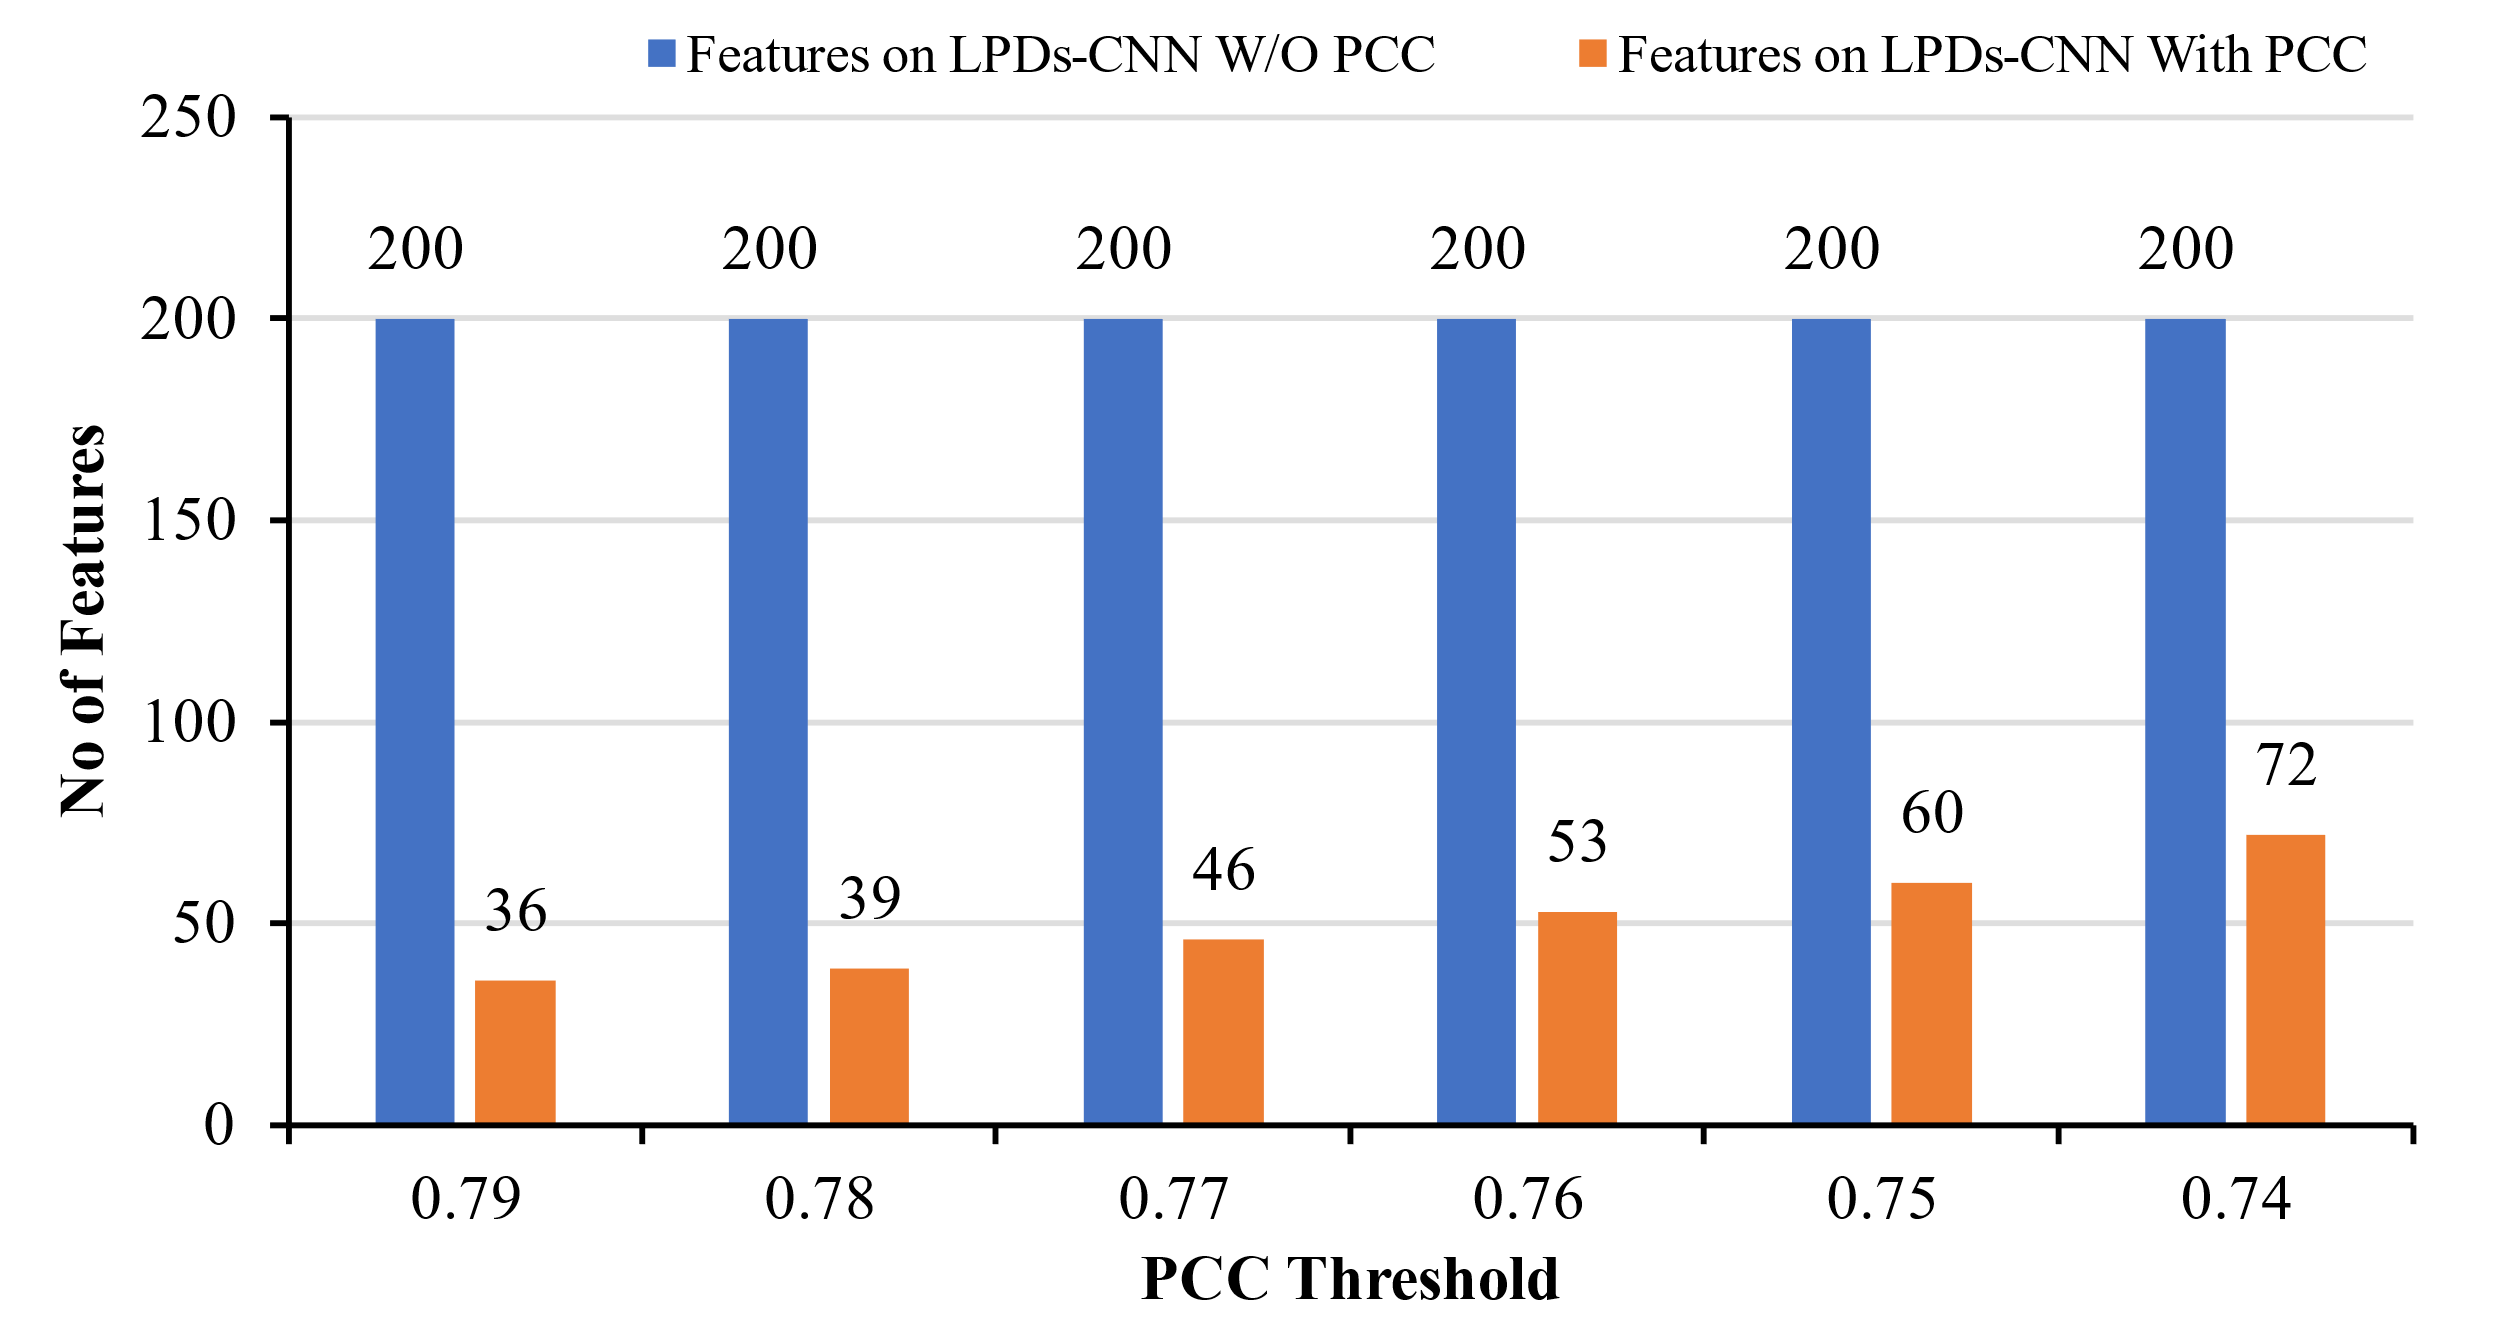 Features on LPDs-CNN W/O PCC Features on LPDs-CNN With PCC
250
200 200 200 200 200 200
200
150
No of Features
100
72
60
53
46
39
36
50
0
0.79 0.78 0.77 0.76 0.75 0.74
PCC Threshold